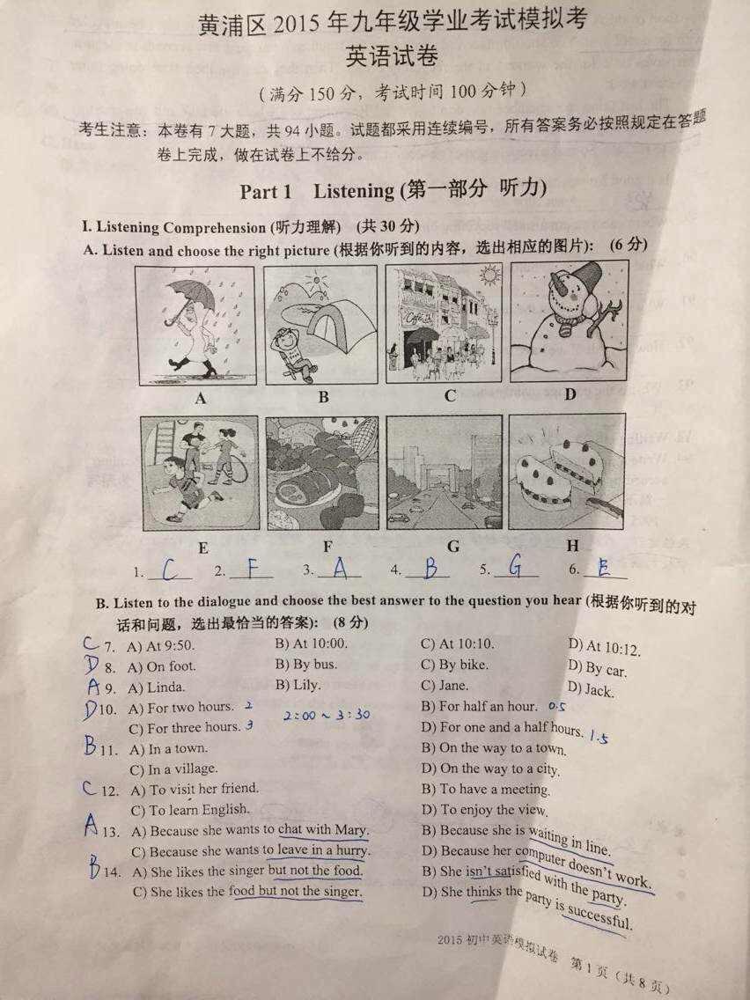 黄浦区 2015 年九年级学业考试模拟考
英语试卷
(满分 150 分，考试时间 100 分钟)
考生注意：本卷有 7 大题，共 94 小题。试题都采用连续编号，所有答案务必按照规定在答题
卷上完成，做在试卷上不给分。
Part 1 Listening (第一部分 听力)
I. Listening Comprehension (听力理解) (共 30 分)
A. Listen and choose the right picture (根据你听到的内容，选出相应的图片): (6 分)
Café
A B C D
E F G H
1. C 2. F 3. A 4. B 5. G 6. E
B. Listen to the dialogue and choose the best answer to the question you hear (根据你听到的对
话和问题，选出最恰当的答案): (8 分)
C 7. A) At 9:50. B) At 10:00. C) At 10:10. D) At 10:12.
D 8. A) On foot. B) By bus. C) By bike. D) By car.
A 9. A) Linda. B) Lily. C) Jane. D) Jack.
D 10. A) For two hours. 2 B) For half an hour. 0.5
2:00 ~ 3:30
C) For three hours. 3 D) For one and a half hours. 1.5
B 11. A) In a town. B) On the way to a town.
C) In a village. D) On the way to a city.
C 12. A) To visit her friend. B) To have a meeting.
C) To learn English. D) To enjoy the view.
A 13. A) Because she wants to chat with Mary. B) Because she is waiting in line.
C) Because she wants to leave in a hurry. D) Because her computer doesn't work.
B 14. A) She likes the singer but not the food. B) She isn't satisfied with the party.
C) She likes the food but not the singer. D) She thinks the party is successful.
2015 初中英语模拟试卷 第 1 页（共 8 页）